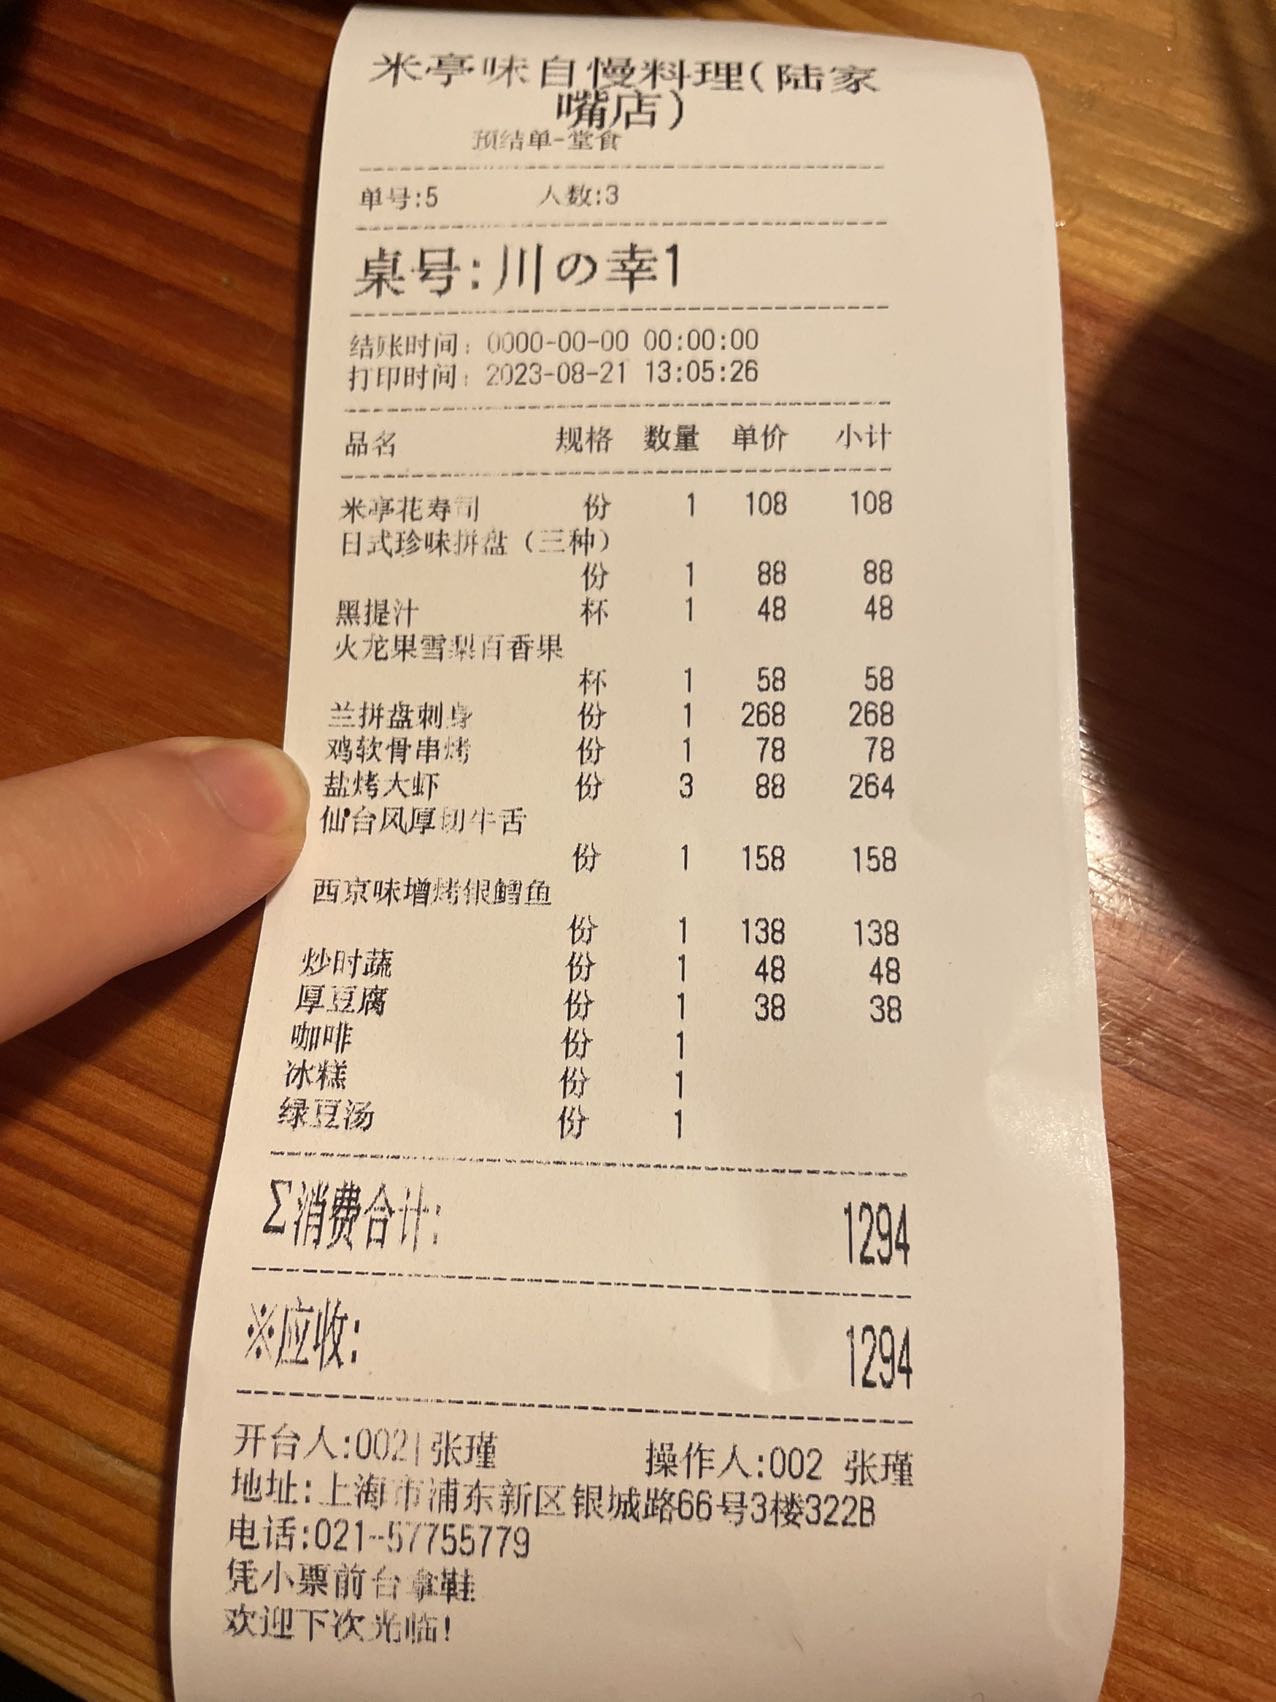 米亭味自慢料理(陆家
嘴店)
预结单-堂食
单号:5 人数:3
桌号:川の幸1
结账时间: 0000-00-00 00:00:00
打印时间: 2023-08-21 13:05:26
品名 规格 数量 单价 小计
米亭花寿司 份 1 108 108
日式珍味拼盘（三种）
份 1 88 88
黑提汁 杯 1 48 48
火龙果雪梨百香果
杯 1 58 58
兰拼盘刺身 份 1 268 268
鸡软骨串烤 份 1 78 78
盐烤大虾 份 3 88 264
仙台风厚切牛舌
份 1 158 158
西京味增烤银鳕鱼
份 1 138 138
炒时蔬 份 1 48 48
厚豆腐 份 1 38 38
咖啡 份 1
冰糕 份 1
绿豆汤 份 1
Σ消费合计: 1294
※应收: 1294
开台人:002| 张瑾 操作人:002 张瑾
地址:上海市浦东新区银城路66号3楼322B
电话:021-57755779
凭小票前台拿鞋
欢迎下次光临!